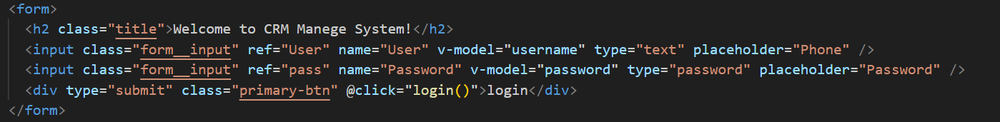 <form>
<h2 class="title">Welcome to CRM Manege System!</h2>
<input class="form__input" ref="User" name="User" v-model="username" type="text" placeholder="Phone" />
<input class="form__input" ref="pass" name="Password" v-model="password" type="password" placeholder="Password" />
<div type="submit" class="primary-btn" @click="login()">login</div>
</form>